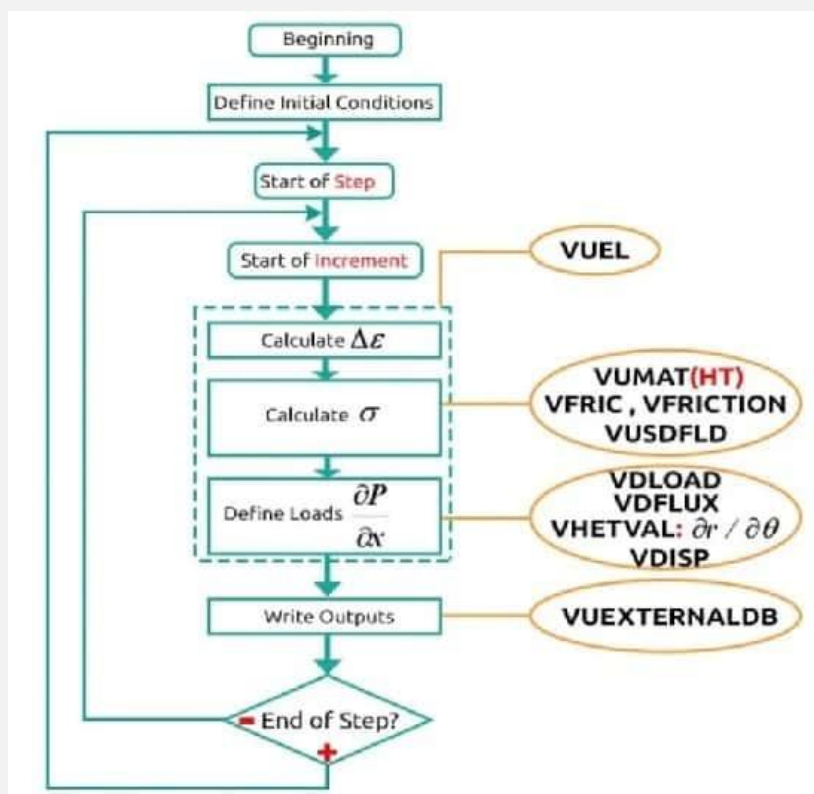 Beginning
Define Initial Conditions
Start of Step
Start of Increment
VUEL
Calculate Δε
VUMAT(HT)
VFRIC , VFRICTION
VUSDFLD
Calculate σ
VDLOAD
VDFLUX
VHETVAL: ∂r / ∂θ
VDISP
Define Loads ∂P
∂x
Write Outputs
VUEXTERNALDB
- End of Step?
+